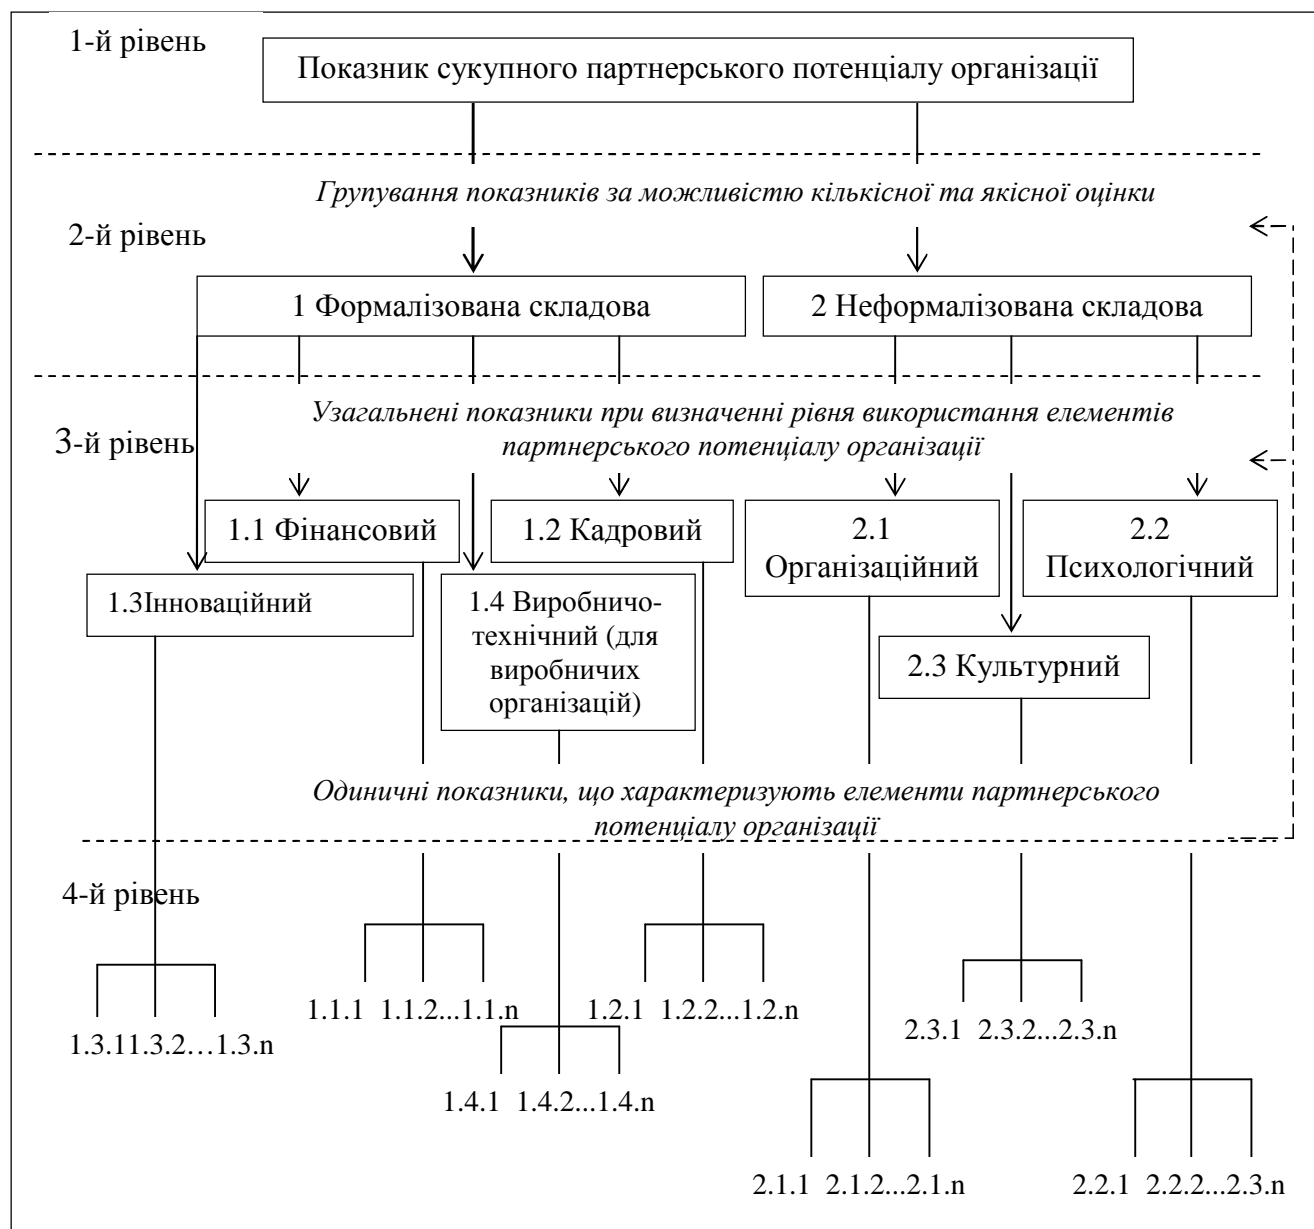 1-й рівень
Показник сукупного партнерського потенціалу організації
Групування показників за можливістю кількісної та якісної оцінки
2-й рівень
1 Формалізована складова
2 Неформалізована складова
Узагальнені показники при визначенні рівня використання елементів
партнерського потенціалу організації
3-й рівень
1.1 Фінансовий
1.2 Кадровий
2.1
Організаційний
2.2
Психологічний
1.3Інноваційний
1.4 Виробничо-
технічний (для
виробничих
організацій)
2.3 Культурний
Одиничні показники, що характеризують елементи партнерського
потенціалу організації
4-й рівень
1.1.1 1.1.2...1.1.n
1.2.1 1.2.2...1.2.n
2.3.1 2.3.2...2.3.n
1.3.11.3.2…1.3.n
1.4.1 1.4.2...1.4.n
2.1.1 2.1.2...2.1.n
2.2.1 2.2.2...2.3.n